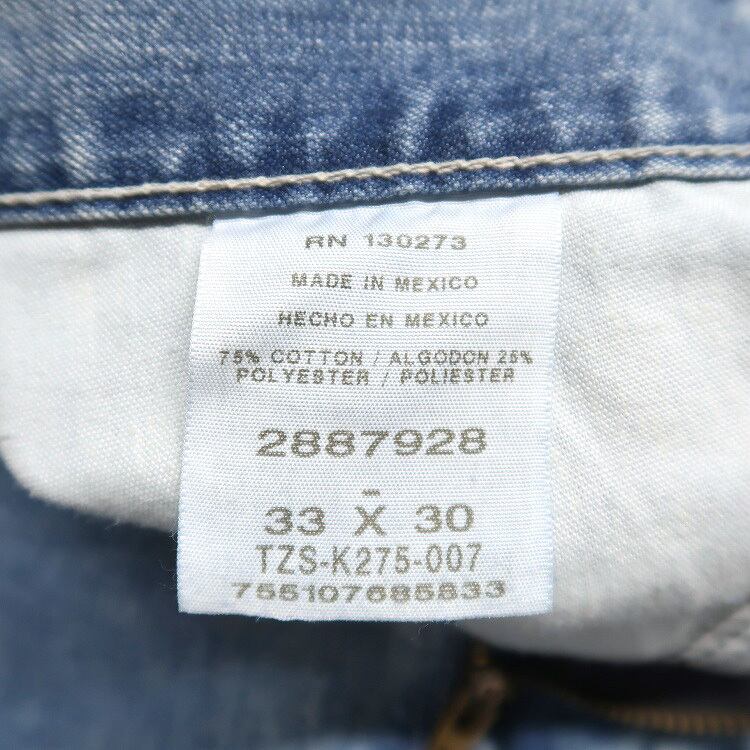 RN 130273
MADE IN MEXICO
HECHO EN MEXICO
75% COTTON / ALGODON 25%
POLYESTER / POLIESTER
2887928
-
33 X 30
TZS-K275-007
755107685833